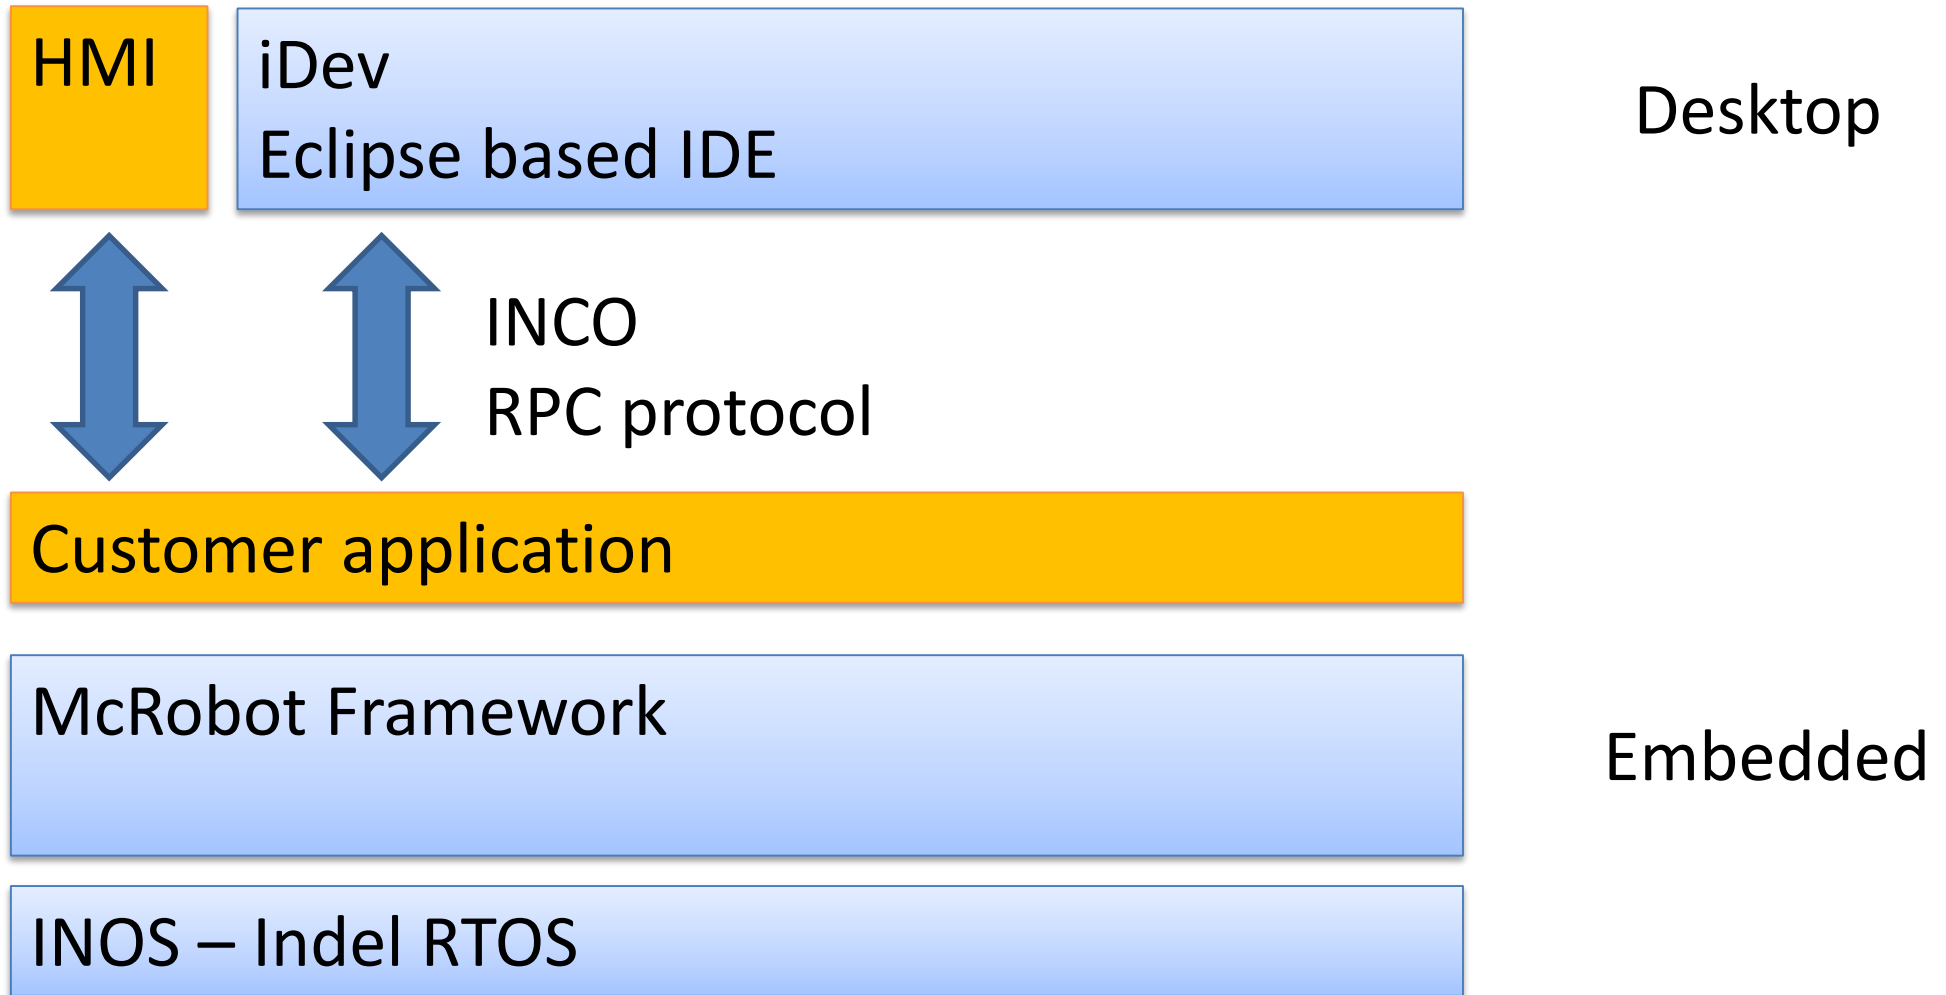 HMI
iDev
Eclipse based IDE
Desktop
INCO
RPC protocol
Customer application
McRobot Framework
Embedded
INOS – Indel RTOS